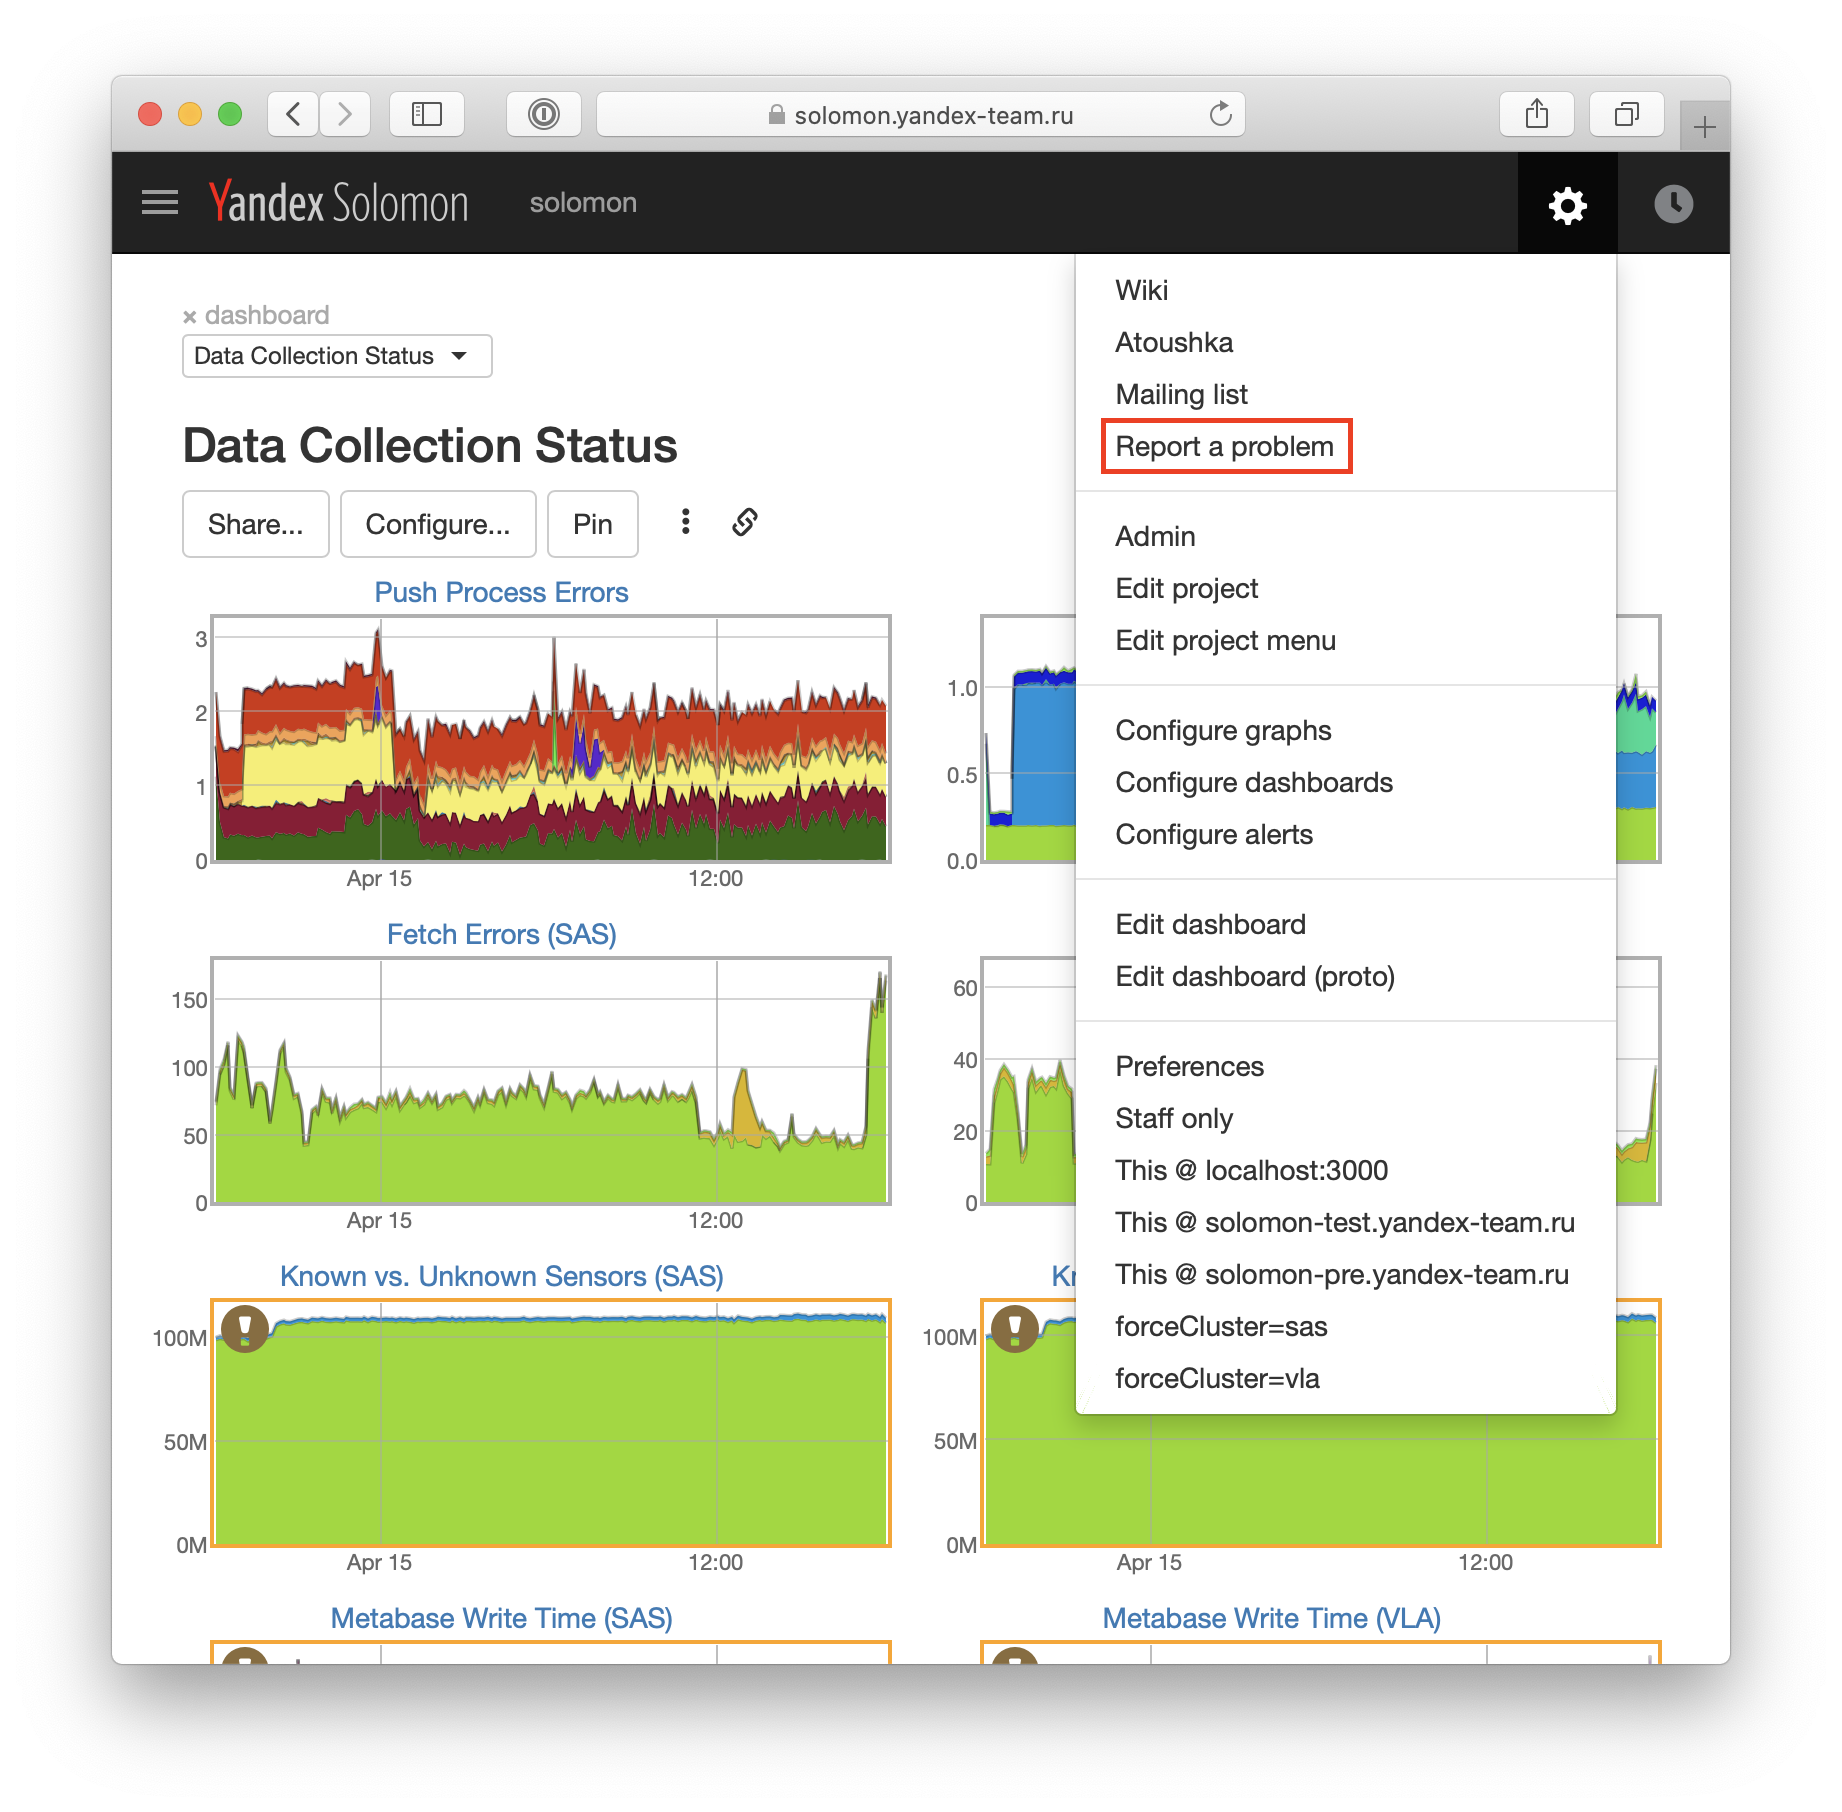 solomon.yandex-team.ru
Yandex Solomon
solomon
× dashboard
Data Collection Status
Data Collection Status
Share...
Configure...
Pin
Push Process Errors
3
2
1
0
Apr 15
12:00
1.0
0.5
0.0
Fetch Errors (SAS)
150
100
50
0
Apr 15
12:00
60
40
20
0
Known vs. Unknown Sensors (SAS)
100M
50M
0M
Apr 15
12:00
100M
50M
0M
Apr 15
12:00
Metabase Write Time (SAS)
Metabase Write Time (VLA)
Wiki
Atoushka
Mailing list
Report a problem
Admin
Edit project
Edit project menu
Configure graphs
Configure dashboards
Configure alerts
Edit dashboard
Edit dashboard (proto)
Preferences
Staff only
This @ localhost:3000
This @ solomon-test.yandex-team.ru
This @ solomon-pre.yandex-team.ru
forceCluster=sas
forceCluster=vla